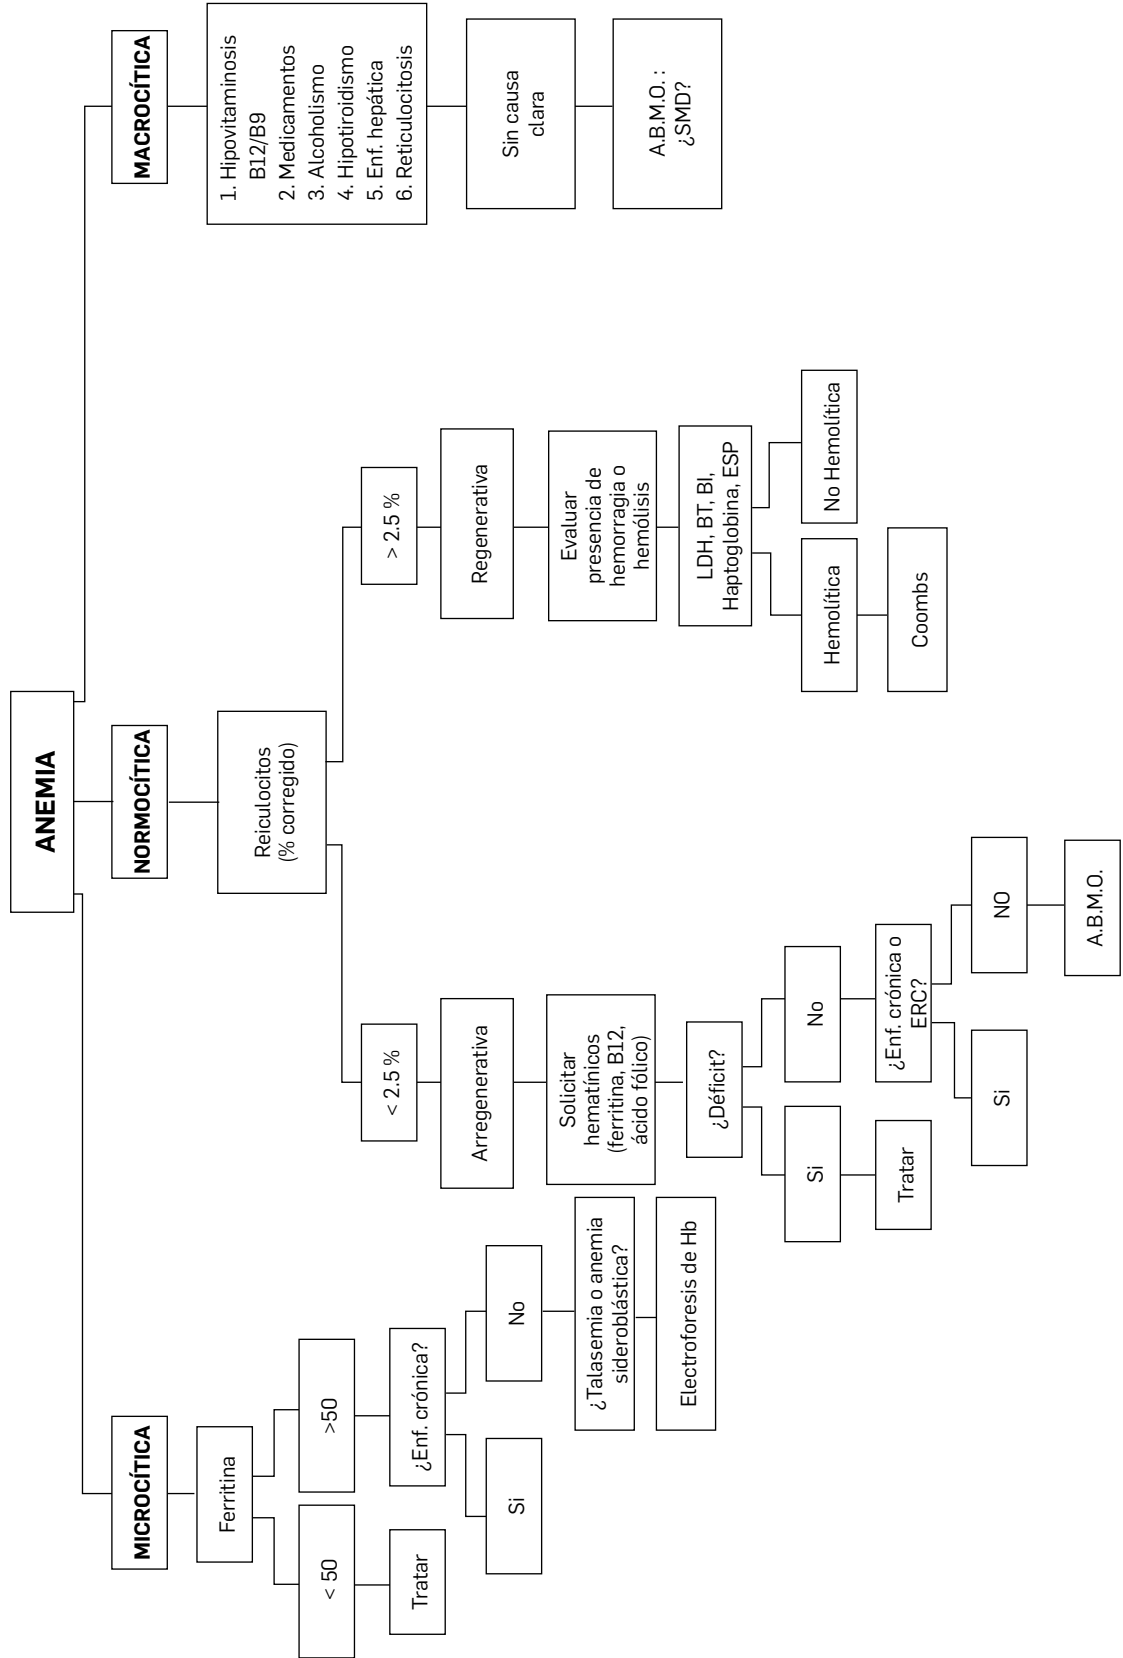 ANEMIA
MICROCÍTICA
Ferritina
< 50
Tratar
>50
¿Enf. crónica?
Si
No
¿Talasemia o anemia
sideroblástica?
Electroforesis de Hb
NORMOCÍTICA
Reiculocitos
(% corregido)
< 2.5 %
Arregenerativa
Solicitar
hematínicos
(ferritina, B12,
ácido fólico)
¿Déficit?
Si
Tratar
No
¿Enf. crónica o
ERC?
Si
NO
A.B.M.O.
> 2.5 %
Regenerativa
Evaluar
presencia de
hemorragia o
hemólisis
LDH, BT, BI,
Haptoglobina, ESP
Hemolítica
Coombs
No Hemolítica
MACROCÍTICA
1. Hipovitaminosis
B12/B9
2. Medicamentos
3. Alcoholismo
4. Hipotiroidismo
5. Enf. hepática
6. Reticulocitosis
Sin causa
clara
A.B.M.O. :
¿SMD?